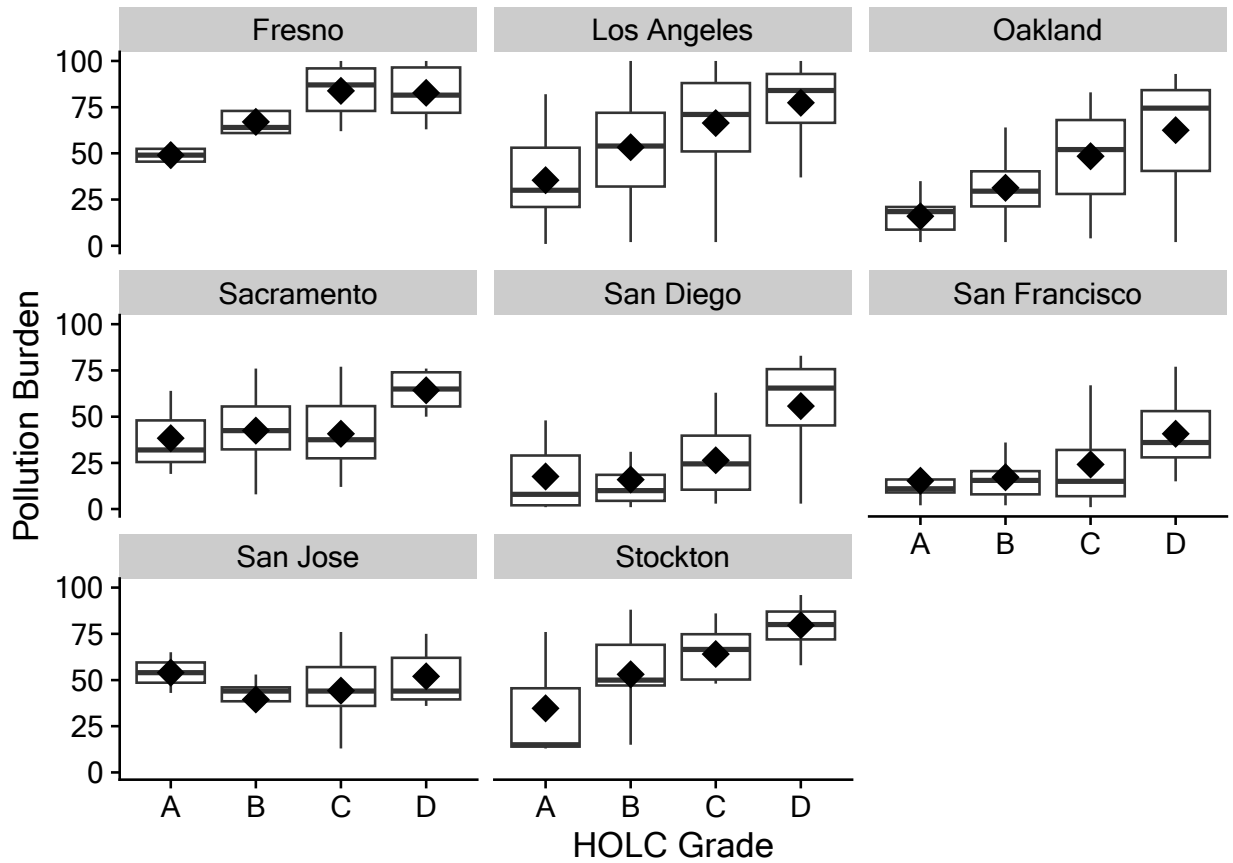 Fresno Los Angeles Oakland
100
75
50
25
0
Sacramento San Diego San Francisco
100
75
50
25
0
A B C D
San Jose Stockton
100
75
50
25
0
A B C D A B C D
HOLC Grade
Pollution Burden